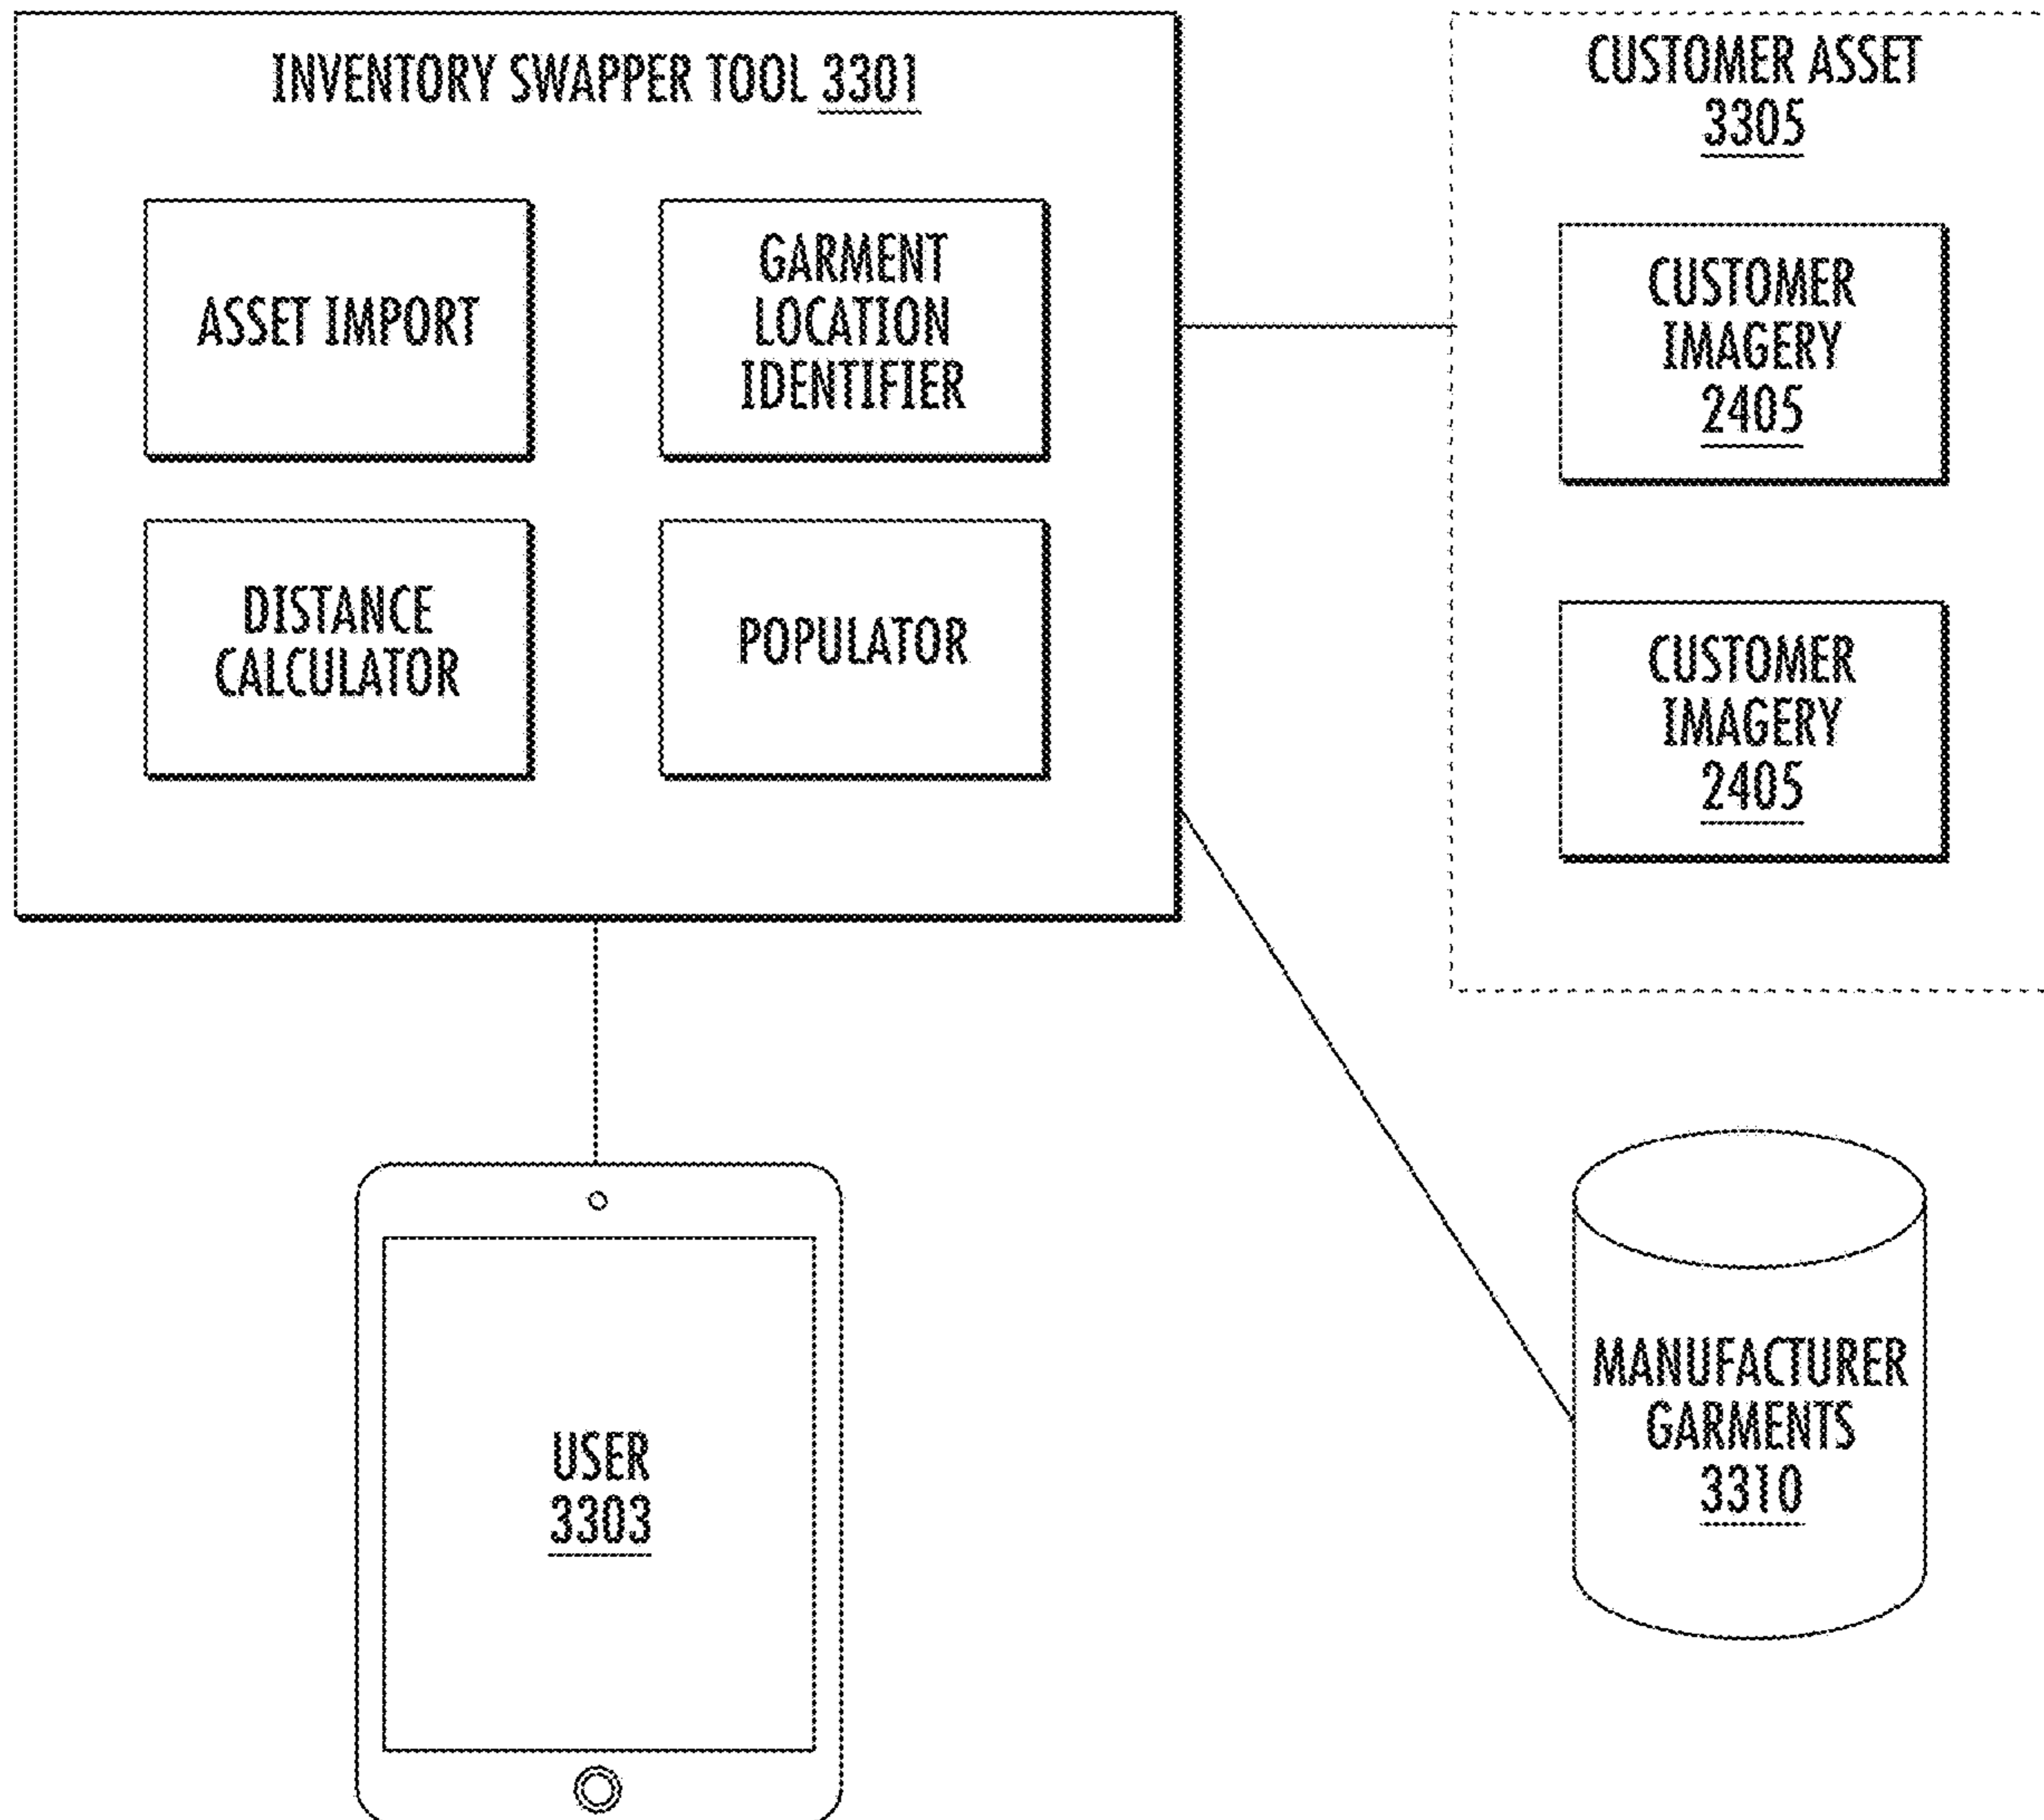 INVENTORY SWAPPER TOOL 3301
ASSET IMPORT
GARMENT
LOCATION
IDENTIFIER
DISTANCE
CALCULATOR
POPULATOR
CUSTOMER ASSET
3305
CUSTOMER
IMAGERY
2405
CUSTOMER
IMAGERY
2405
USER
3303
MANUFACTURER
GARMENTS
3310